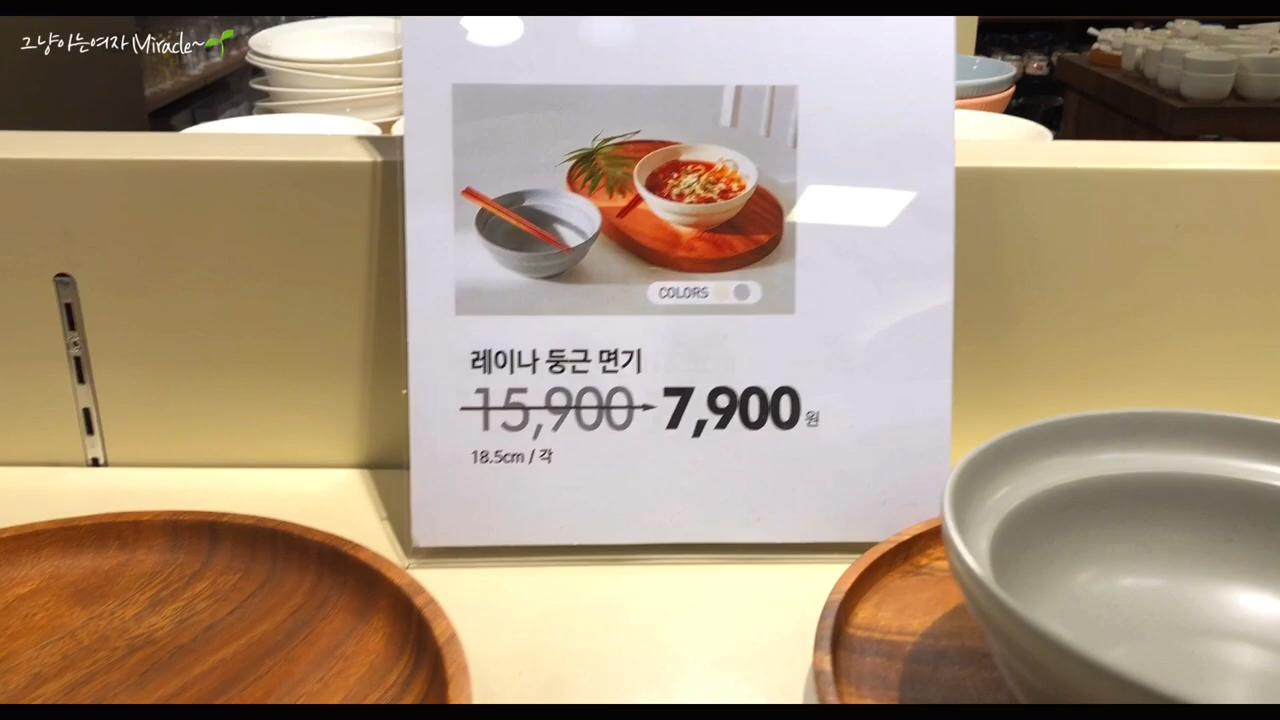 그냥아는여자 Miracle~
COLORS
레이나 둥근 면기
15,900 → 7,900원
18.5cm / 각